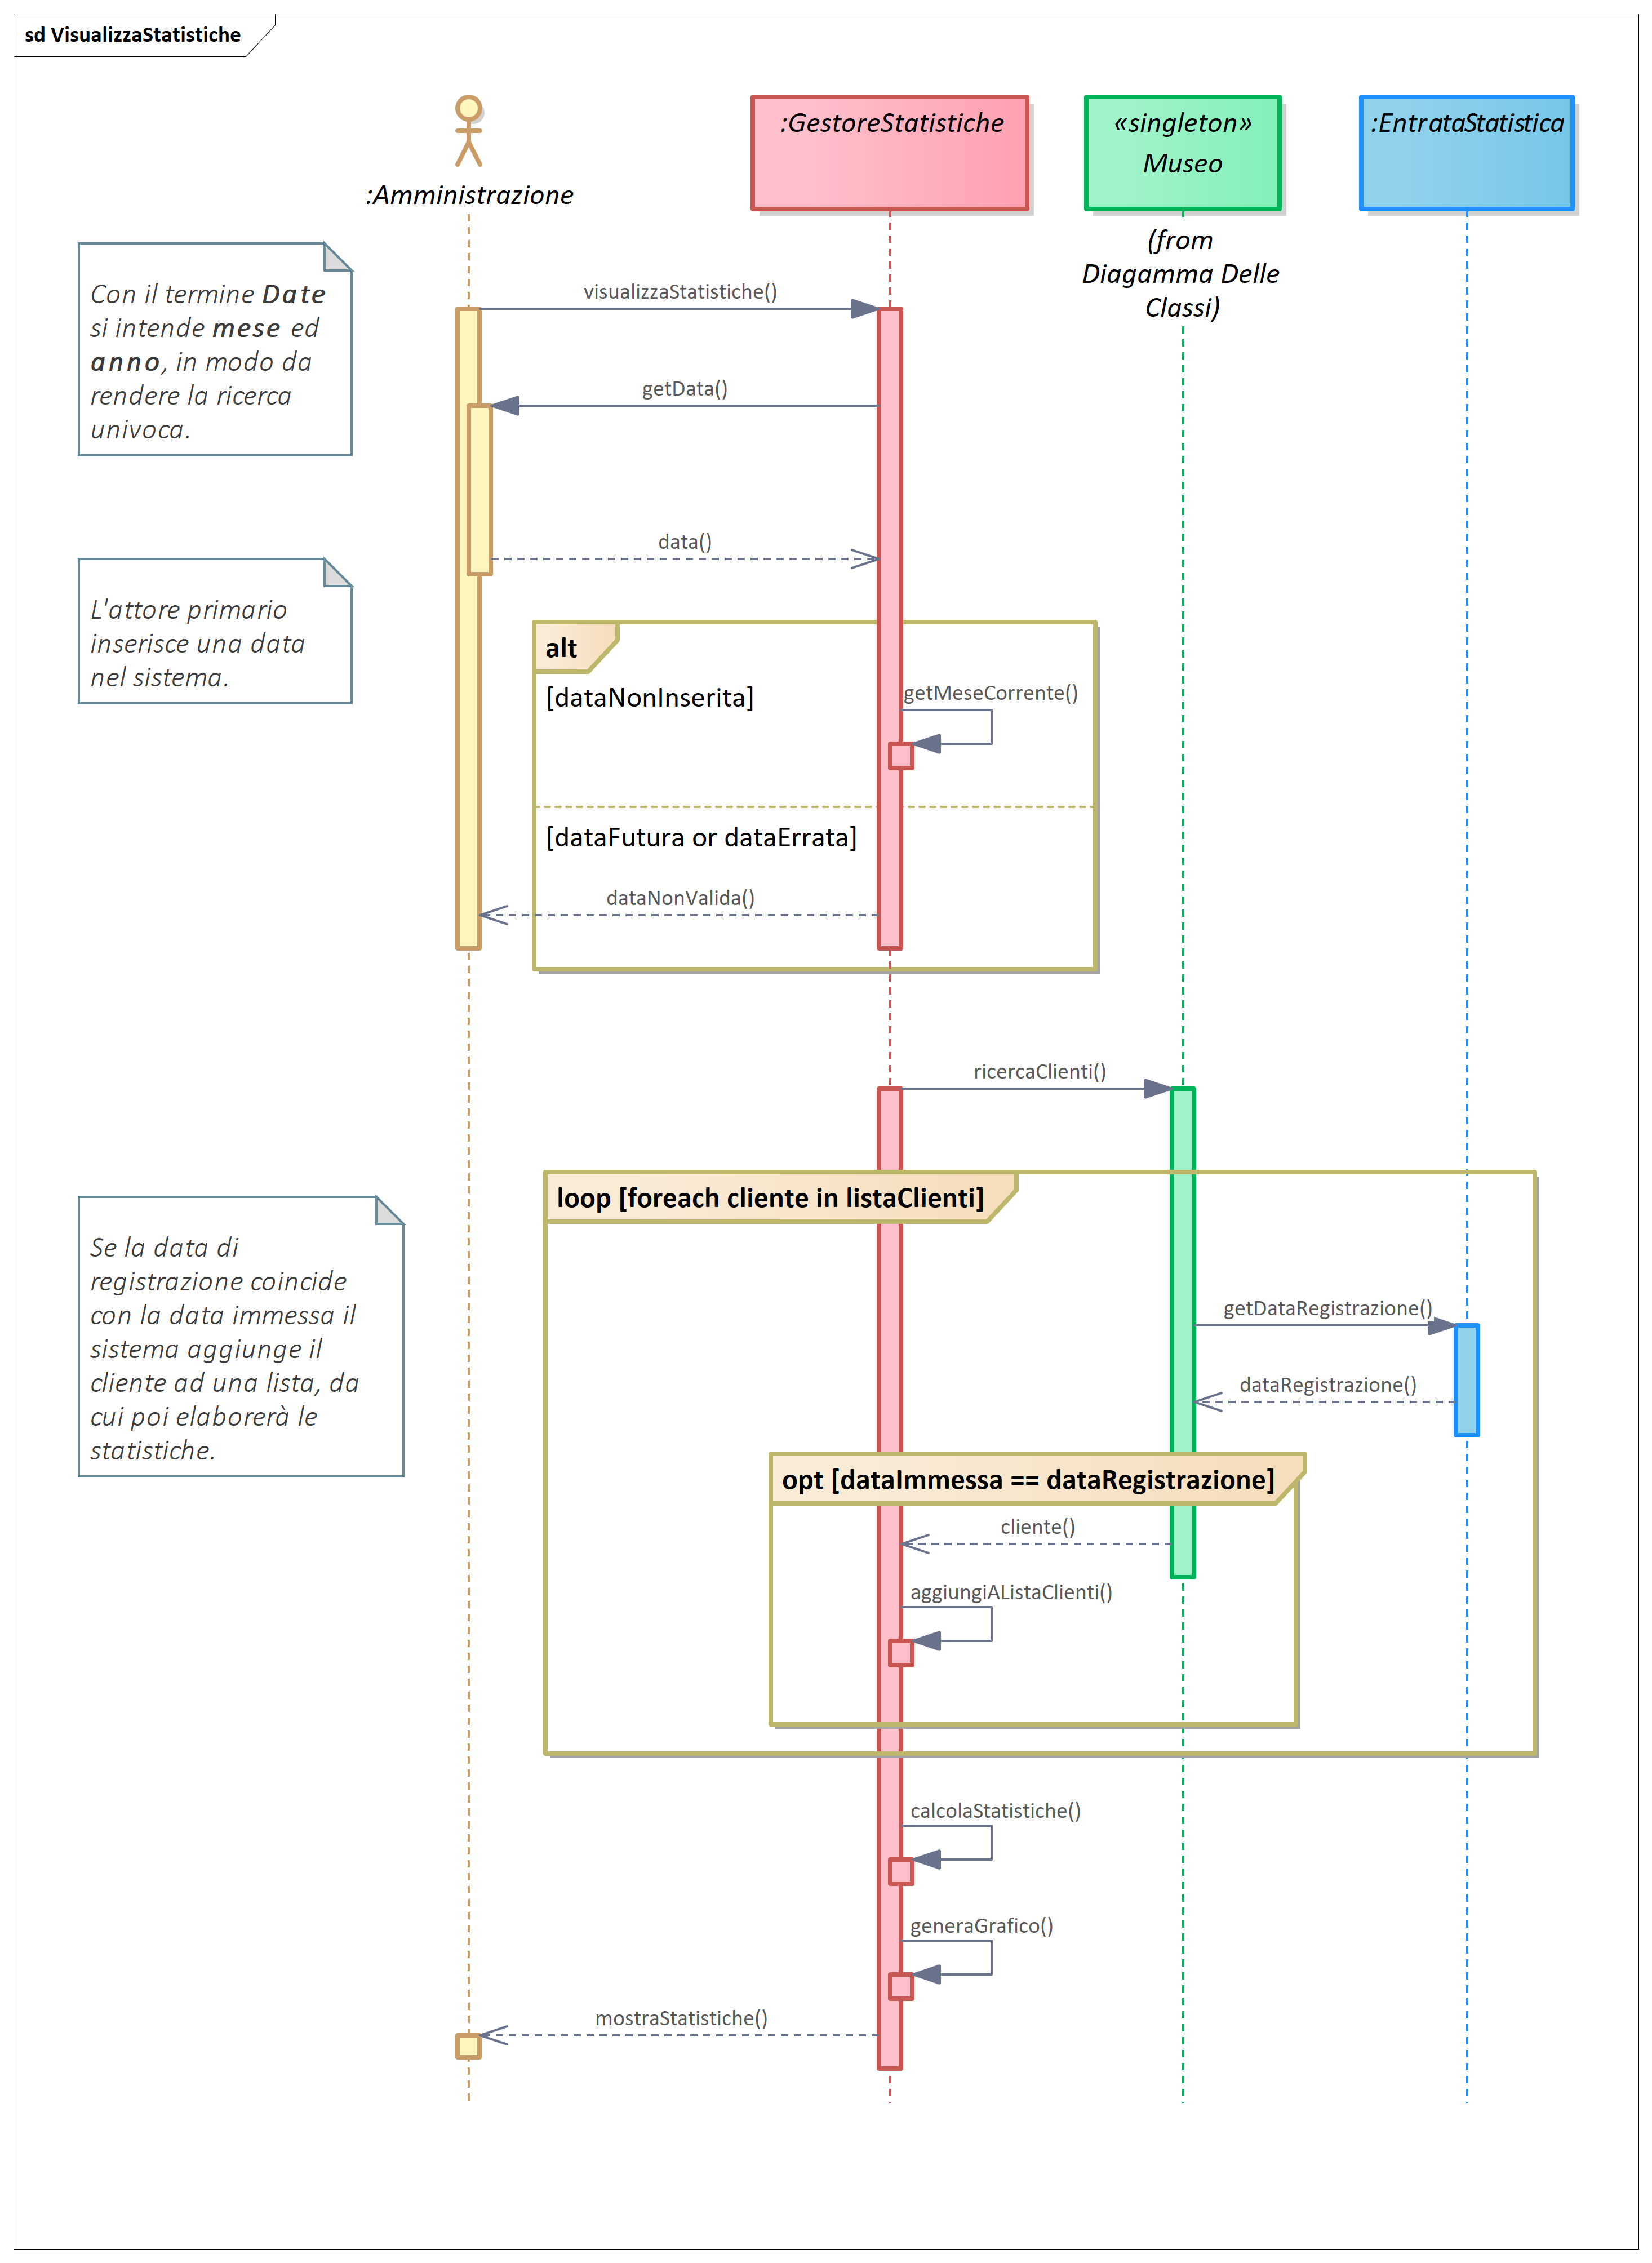 sd VisualizzaStatistiche
:Amministrazione
:GestoreStatistiche
«singleton»
Museo
(from
Diagamma Delle
Classi)
:EntrataStatistica
Con il termine Date
si intende mese ed
anno, in modo da
rendere la ricerca
univoca.
visualizzaStatistiche()
getData()
data()
L'attore primario
inserisce una data
nel sistema.
alt
[dataNonInserita]
getMeseCorrente()
[dataFutura or dataErrata]
dataNonValida()
ricercaClienti()
loop [foreach cliente in listaClienti]
Se la data di
registrazione coincide
con la data immessa il
sistema aggiunge il
cliente ad una lista, da
cui poi elaborerà le
statistiche.
getDataRegistrazione()
dataRegistrazione()
opt [dataImmessa == dataRegistrazione]
cliente()
aggiungiAListaClienti()
calcolaStatistiche()
generaGrafico()
mostraStatistiche()